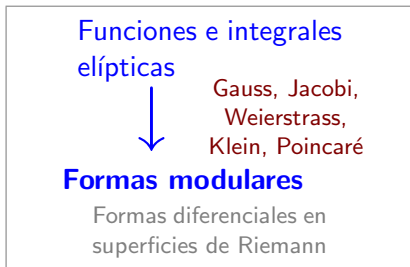 Funciones e integrales
elípticas
Gauss, Jacobi,
Weierstrass,
Klein, Poincaré
Formas modulares
Formas diferenciales en
superficies de Riemann